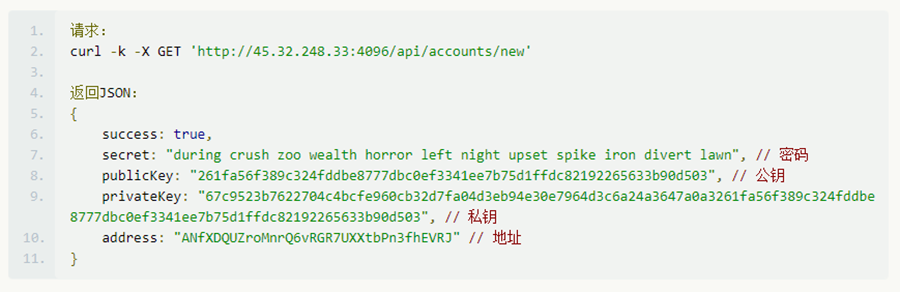 1. 请求:
2. curl -k -X GET 'http://45.32.248.33:4096/api/accounts/new'
3.
4. 返回JSON:
5. {
6. success: true,
7. secret: "during crush zoo wealth horror left night upset spike iron divert lawn", // 密码
8. publicKey: "261fa56f389c324fddbe8777dbc0ef3341ee7b75d1ffdc82192265633b90d503", // 公钥
9. privateKey: "67c9523b7622704c4bcfe960cb32d7fa04d3eb94e30e7964d3c6a24a3647a0a3261fa56f389c324fddbe
8777dbc0ef3341ee7b75d1ffdc82192265633b90d503", // 私钥
10. address: "ANfXDQUZroMnrQ6vRGR7UXXtbPn3fhEVRJ" // 地址
11. }